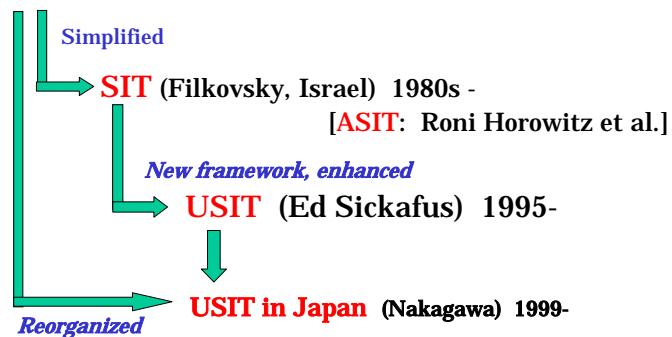 Simplified
SIT (Filkovsky, Israel) 1980s -
[ASIT: Roni Horowitz et al.]
New framework, enhanced
USIT (Ed Sickafus) 1995-
USIT in Japan (Nakagawa) 1999-
Reorganized